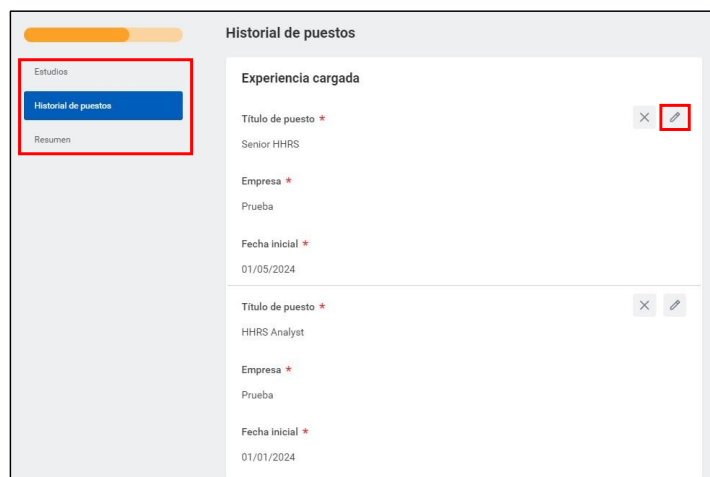 Historial de puestos
Estudios
Historial de puestos
Resumen
Experiencia cargada
Título de puesto *
Senior HHRS
Empresa *
Prueba
Fecha inicial *
01/05/2024
Título de puesto *
HHRS Analyst
Empresa *
Prueba
Fecha inicial *
01/01/2024